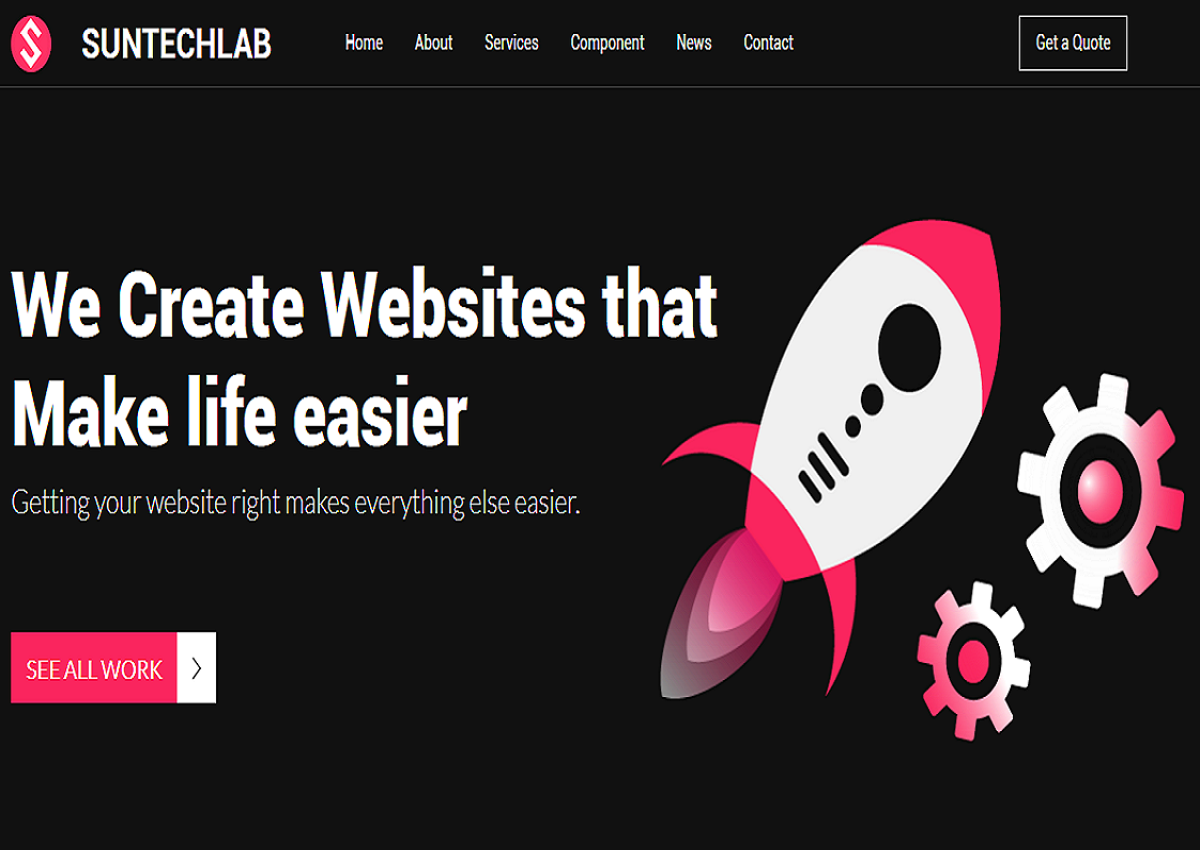 SUNTECHLAB
Home About Services Component News Contact
Get a Quote
We Create Websites that
Make life easier
Getting your website right makes everything else easier.
SEE ALL WORK